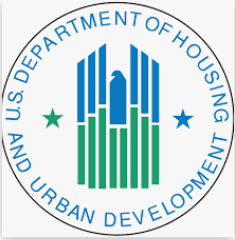 U.S. DEPARTMENT OF HOUSING
AND URBAN DEVELOPMENT